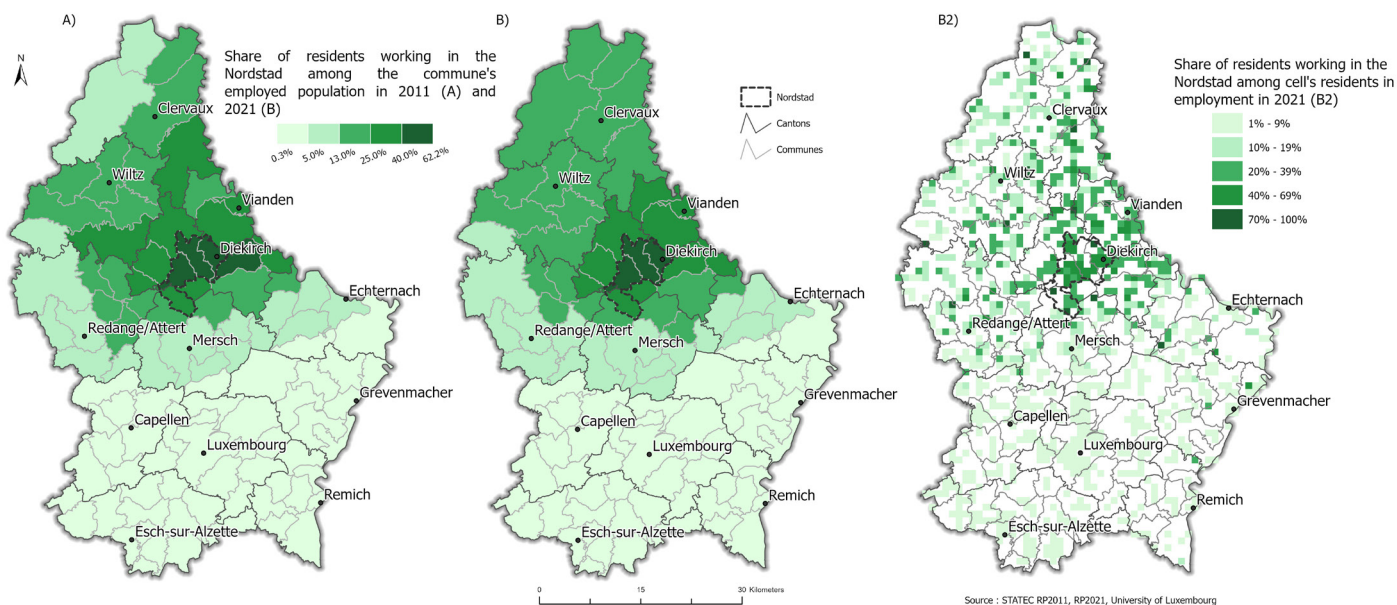 A)
N
Share of residents working in the
Nordstad among the commune's
employed population in 2011 (A) and
2021 (B)
0.3% 5.0% 13.0% 25.0% 40.0% 62.2%
Clervaux
Wiltz
Vianden
Diekirch
Echternach
Redange/Attert
Mersch
Grevenmacher
Capellen
Luxembourg
Remich
Esch-sur-Alzette
B)
Nordstad
Cantons
Communes
Clervaux
Wiltz
Vianden
Diekirch
Echternach
Redange/Attert
Mersch
Grevenmacher
Capellen
Luxembourg
Remich
Esch-sur-Alzette
0 15 30 Kilometers
B2)
Share of residents working in the
Nordstad among cell's residents in
employment in 2021 (B2)
1% - 9%
10% - 19%
20% - 39%
40% - 69%
70% - 100%
Clervaux
Wiltz
Vianden
Diekirch
Echternach
Redange/Attert
Mersch
Grevenmacher
Capellen
Luxembourg
Remich
Esch-sur-Alzette
Source : STATEC RP2011, RP2021, University of Luxembourg